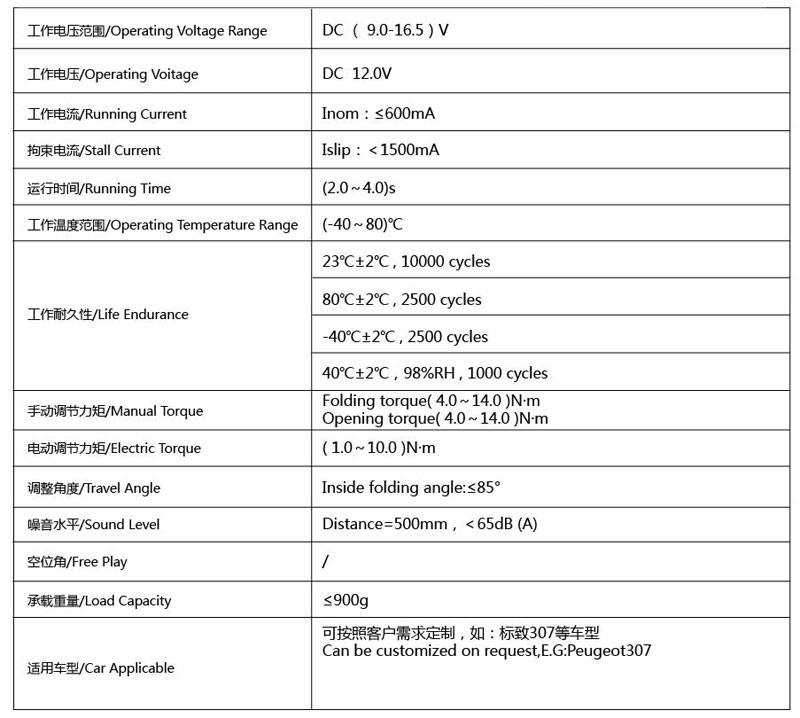 工作电压范围/Operating Voltage Range
DC （ 9.0-16.5 ) V
工作电压/Operating Voitage
DC 12.0V
工作电流/Running Current
Inom：≤600mA
拘束电流/Stall Current
Islip：＜1500mA
运行时间/Running Time
(2.0～4.0)s
工作温度范围/Operating Temperature Range
(-40～80)℃
工作耐久性/Life Endurance
23℃±2℃ , 10000 cycles
80℃±2℃ , 2500 cycles
-40℃±2℃ , 2500 cycles
40℃±2℃，98%RH , 1000 cycles
手动调节力矩/Manual Torque
Folding torque( 4.0～14.0 )N·m
Opening torque( 4.0～14.0 )N·m
电动调节力矩/Electric Torque
( 1.0～10.0 )N·m
调整角度/Travel Angle
Inside folding angle:≤85°
噪音水平/Sound Level
Distance=500mm，＜65dB (A)
空位角/Free Play
/
承载重量/Load Capacity
≤900g
适用车型/Car Applicable
可按照客户需求定制，如：标致307等车型
Can be customized on request,E.G:Peugeot307